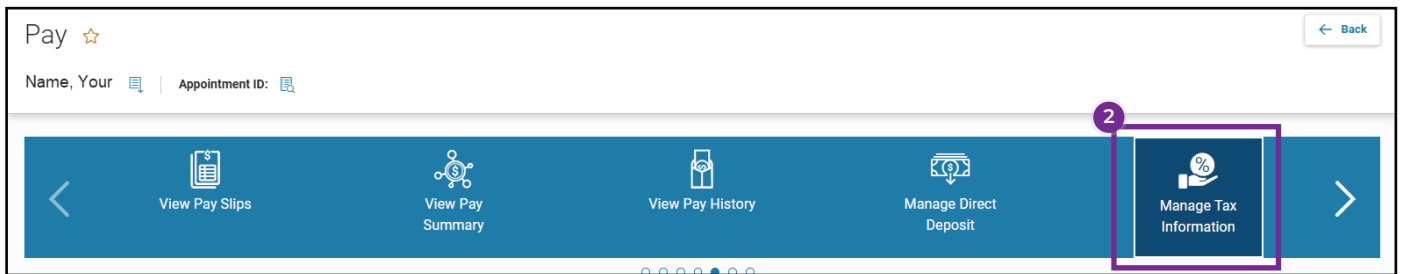 Pay
Back
Name, Your
Appointment ID:
2
View Pay Slips
View Pay
Summary
View Pay History
Manage Direct
Deposit
Manage Tax
Information